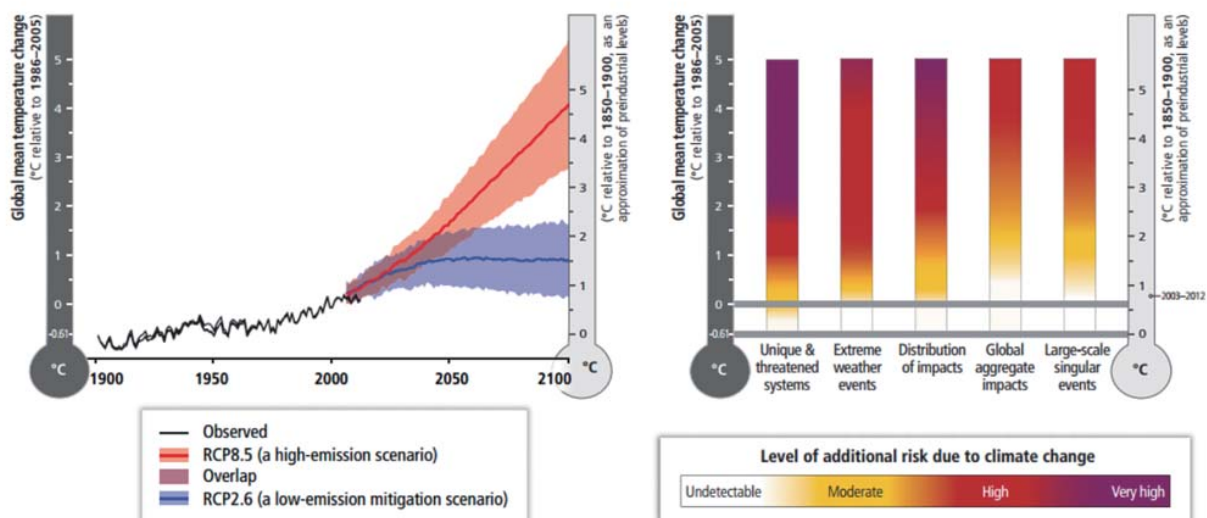 Global mean temperature change
(°C relative to 1986–2005)
5
4
3
2
1
0
-0.61
°C
(°C relative to 1850–1900, as an
approximation of preindustrial levels)
5
4
3
2
1
0
°C
1900
1950
2000
2050
2100
Observed
RCP8.5 (a high-emission scenario)
Overlap
RCP2.6 (a low-emission mitigation scenario)
Global mean temperature change
(°C relative to 1986–2005)
5
4
3
2
1
0
-0.61
°C
(°C relative to 1850–1900, as an
approximation of preindustrial levels)
5
4
3
2
1
0
2003–2012
°C
Unique &
threatened
systems
Extreme
weather
events
Distribution
of impacts
Global
aggregate
impacts
Large-scale
singular
events
Level of additional risk due to climate change
Undetectable Moderate High Very high